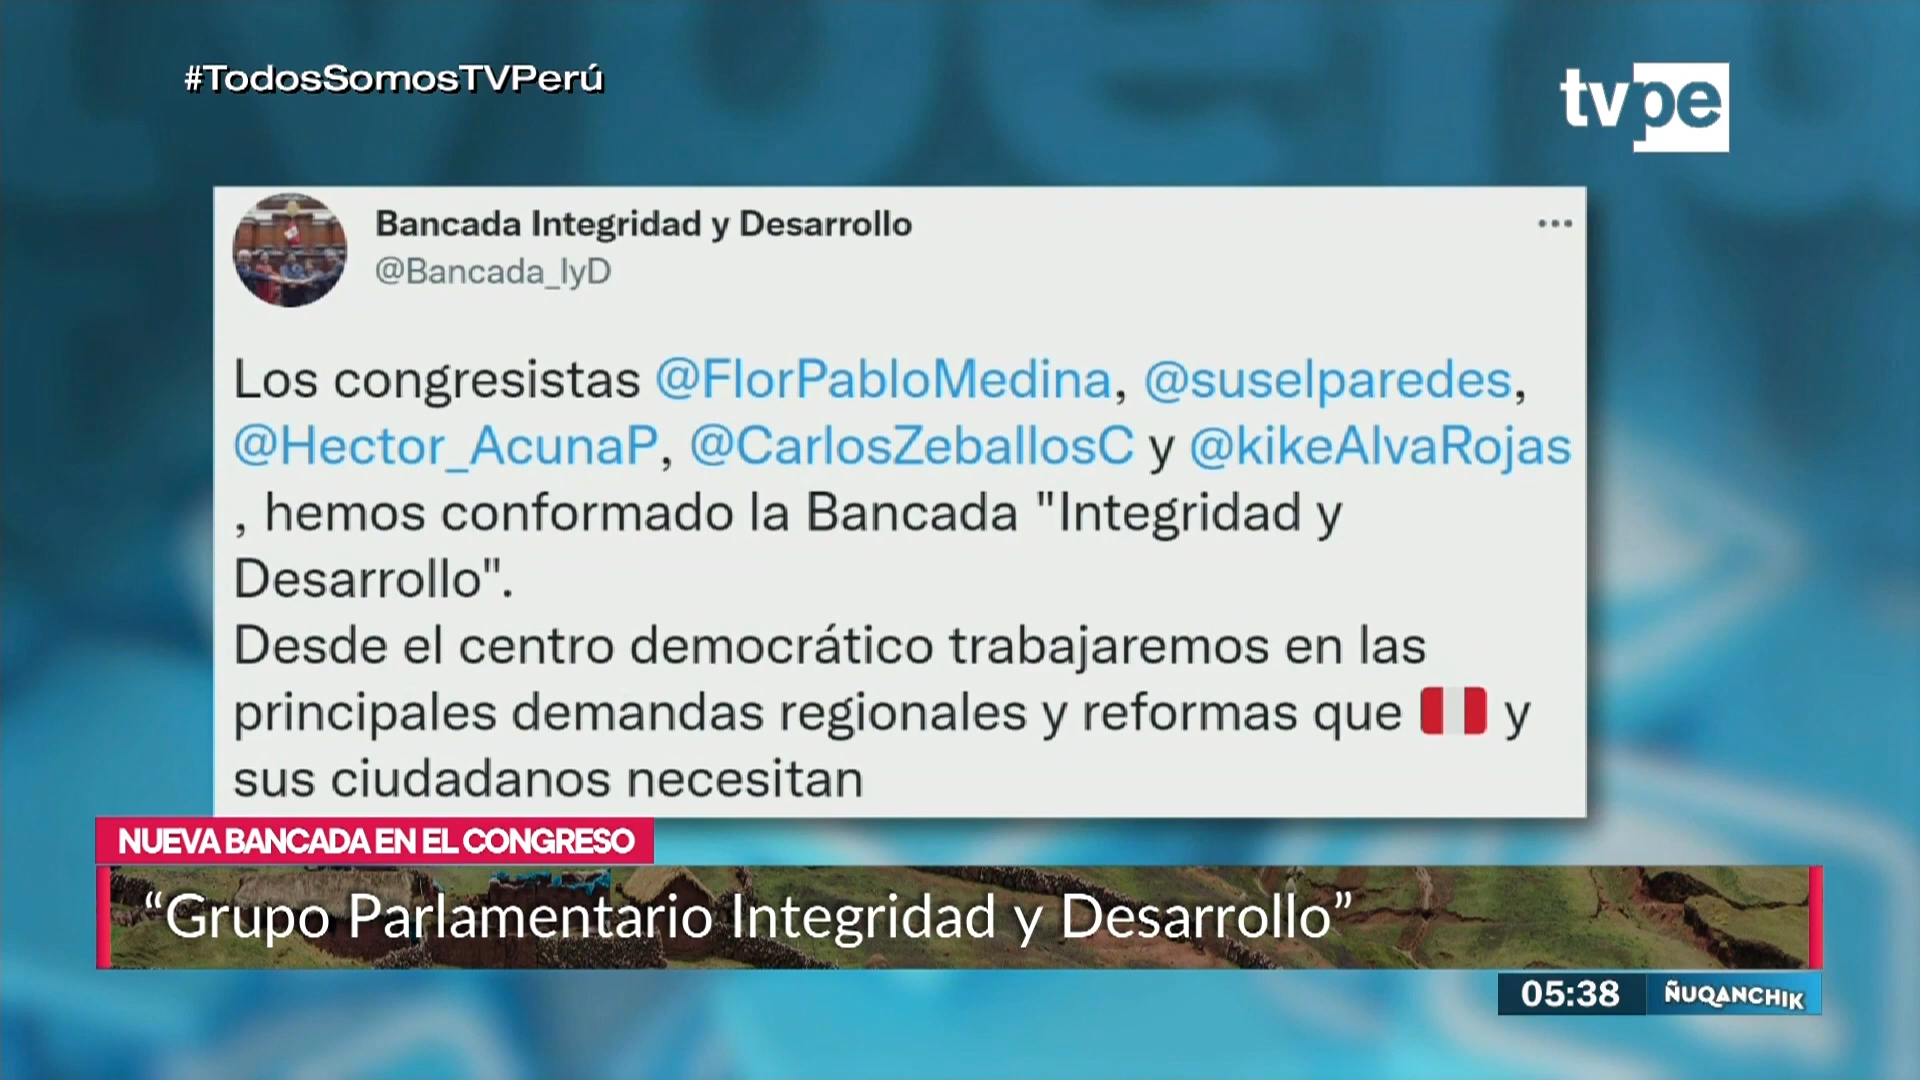 #TodosSomosTVPerú
tvpe
Bancada Integridad y Desarrollo
@Bancada_IyD
Los congresistas @FlorPabloMedina, @suselparedes,
@Hector_AcunaP, @CarlosZeballosC y @kikeAlvaRojas
, hemos conformado la Bancada "Integridad y
Desarrollo".
Desde el centro democrático trabajaremos en las
principales demandas regionales y reformas que 🇵🇪 y
sus ciudadanos necesitan
NUEVA BANCADA EN EL CONGRESO
“Grupo Parlamentario Integridad y Desarrollo”
05:38 ÑUQANCHIK